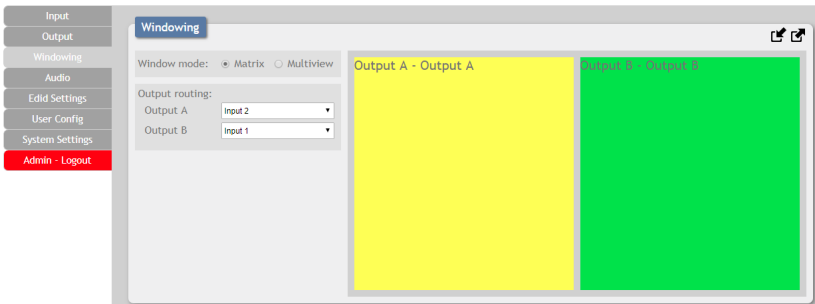 Input
Output
Windowing
Audio
Edid Settings
User Config
System Settings
Admin - Logout
Windowing
Window mode: Matrix Multiview
Output routing:
Output A Input 2
Output B Input 1
Output A - Output A
Output B - Output B